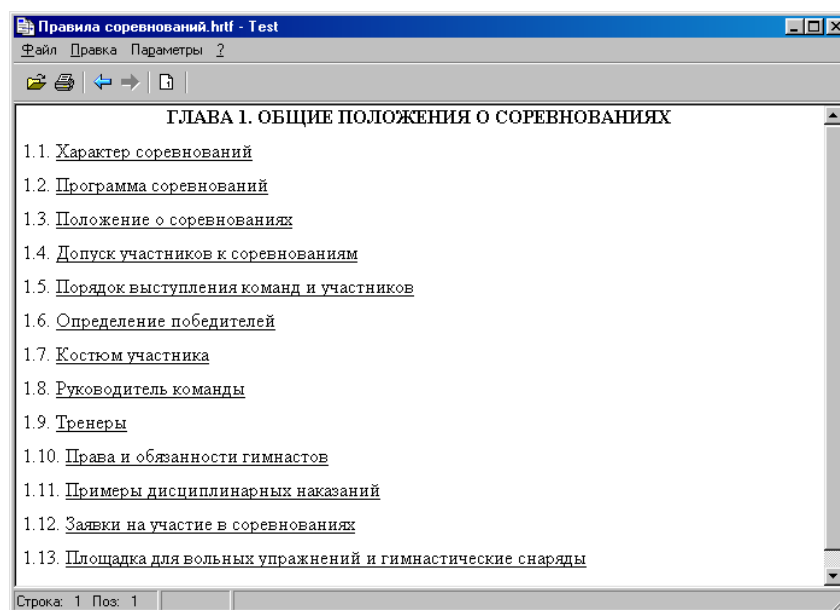 Правила соревнований.hrtf - Test
Файл Правка Параметры ?
ГЛАВА 1. ОБЩИЕ ПОЛОЖЕНИЯ О СОРЕВНОВАНИЯХ
1.1. Характер соревнований
1.2. Программа соревнований
1.3. Положение о соревнованиях
1.4. Допуск участников к соревнованиям
1.5. Порядок выступления команд и участников
1.6. Определение победителей
1.7. Костюм участника
1.8. Руководитель команды
1.9. Тренеры
1.10. Права и обязанности гимнастов
1.11. Примеры дисциплинарных наказаний
1.12. Заявки на участие в соревнованиях
1.13. Площадка для вольных упражнений и гимнастические снаряды
Строка: 1 Поз: 1